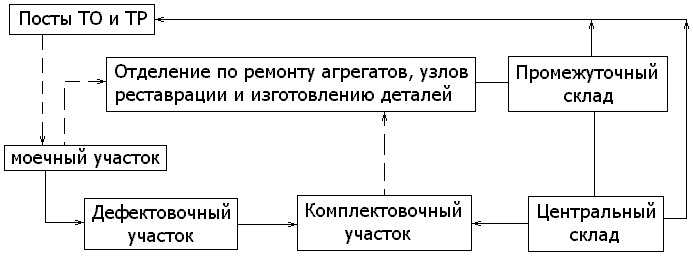 Посты ТО и ТР
Отделение по ремонту агрегатов, узлов
реставрации и изготовлению деталей
Промежуточный
склад
моечный участок
Дефектовочный
участок
Комплектовочный
участок
Центральный
склад